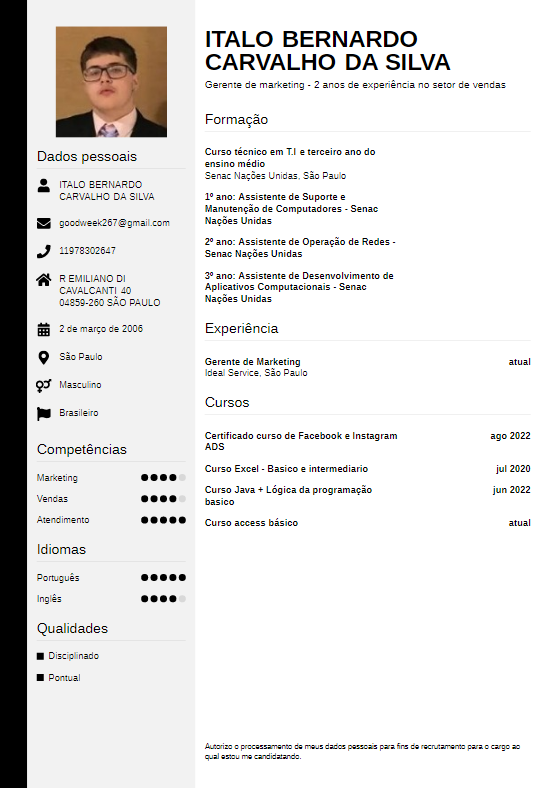 ITALO BERNARDO
CARVALHO DA SILVA
Gerente de marketing - 2 anos de experiência no setor de vendas
Dados pessoais
ITALO BERNARDO
CARVALHO DA SILVA
goodweek267@gmail.com
11978302647
R EMILIANO DI
CAVALCANTI 40
04859-260 SÃO PAULO
2 de março de 2006
São Paulo
Masculino
Brasileiro
Competências
Marketing
Vendas
Atendimento
Idiomas
Português
Inglês
Qualidades
Disciplinado
Pontual
Formação
Curso técnico em T.I e terceiro ano do
ensino médio
Senac Nações Unidas, São Paulo
1º ano: Assistente de Suporte e
Manutenção de Computadores - Senac
Nações Unidas
2º ano: Assistente de Operação de Redes -
Senac Nações Unidas
3º ano: Assistente de Desenvolvimento de
Aplicativos Computacionais - Senac
Nações Unidas
Experiência
Gerente de Marketing atual
Ideal Service, São Paulo
Cursos
Certificado curso de Facebook e Instagram ago 2022
ADS
Curso Excel - Basico e intermediario jul 2020
Curso Java + Lógica da programação jun 2022
basico
Curso access básico atual
Autorizo o processamento de meus dados pessoais para fins de recrutamento para o cargo ao
qual estou me candidatando.